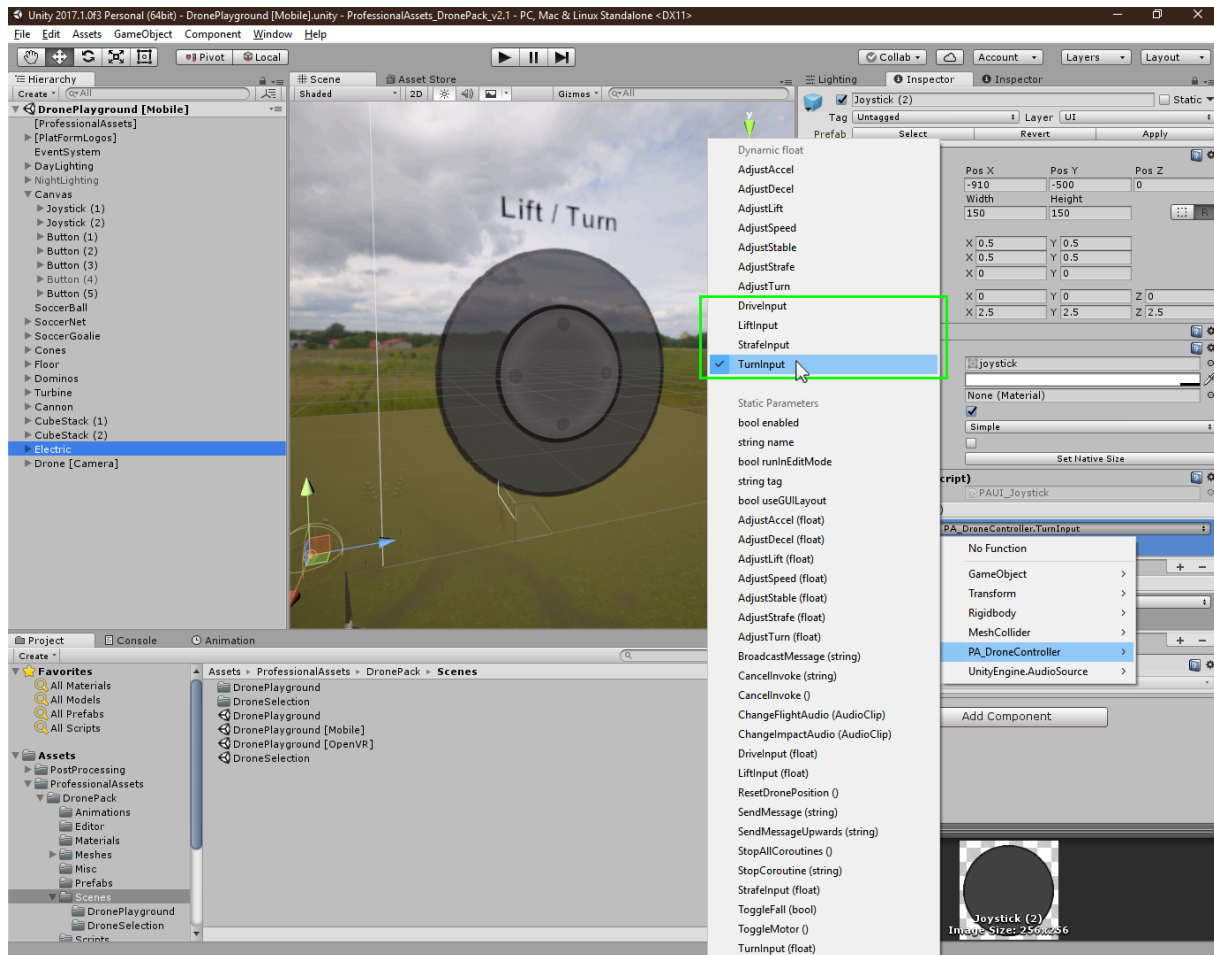 Unity 2017.1.0f3 Personal (64bit) - DronePlayground [Mobile].unity - ProfessionalAssets_DronePack_v2.1 - PC, Mac & Linux Standalone <DX11>
File Edit Assets GameObject Component Window Help
Pivot Local Collab Account Layers Layout
Hierarchy
Create All
DronePlayground [Mobile]
[ProfessionalAssets]
[PlatFormLogos]
EventSystem
DayLighting
NightLighting
Canvas
Joystick (1)
Joystick (2)
Button (1)
Button (2)
Button (3)
Button (4)
Button (5)
SoccerBall
SoccerNet
SoccerGoalie
Cones
Floor
Dominos
Turbine
Cannon
CubeStack (1)
CubeStack (2)
Electric
Drone [Camera]
Scene Asset Store
Shaded 2D Gizmos All
y
Lift / Turn
Dynamic float
AdjustAccel
AdjustDecel
AdjustLift
AdjustSpeed
AdjustStable
AdjustStrafe
AdjustTurn
DriveInput
LiftInput
StrafeInput
TurnInput
Static Parameters
bool enabled
string name
bool runInEditMode
string tag
bool useGUILayout
AdjustAccel (float)
AdjustDecel (float)
AdjustLift (float)
AdjustSpeed (float)
AdjustStable (float)
AdjustStrafe (float)
AdjustTurn (float)
BroadcastMessage (string)
CancelInvoke (string)
CancelInvoke ()
ChangeFlightAudio (AudioClip)
ChangeImpactAudio (AudioClip)
DriveInput (float)
LiftInput (float)
ResetDronePosition ()
SendMessage (string)
SendMessageUpwards (string)
StopAllCoroutines ()
StopCoroutine (string)
StrafeInput (float)
ToggleFall (bool)
ToggleMotor ()
TurnInput (float)
Lighting Inspector Inspector
Joystick (2) Static
Tag Untagged Layer UI
Prefab Select Revert Apply
Pos X Pos Y Pos Z
-910 -500 0
Width Height
150 150 R
X 0.5 Y 0.5
X 0.5 Y 0.5
X 0 Y 0
X 0 Y 0 Z 0
X 2.5 Y 2.5 Z 2.5
joystick
None (Material)
Simple
Set Native Size
cript)
PAUI_Joystick
)
PA_DroneController.TurnInput
No Function
GameObject
Transform
Rigidbody
MeshCollider
PA_DroneController
UnityEngine.AudioSource
Add Component
Joystick (2)
Image Size: 256x256
Project Console Animation
Create
Favorites
All Materials
All Models
All Prefabs
All Scripts
Assets
PostProcessing
ProfessionalAssets
DronePack
Animations
Editor
Materials
Meshes
Misc
Prefabs
Scenes
DronePlayground
DroneSelection
Scripts
Assets ProfessionalAssets DronePack Scenes
DronePlayground
DroneSelection
DronePlayground
DronePlayground [Mobile]
DronePlayground [OpenVR]
DroneSelection